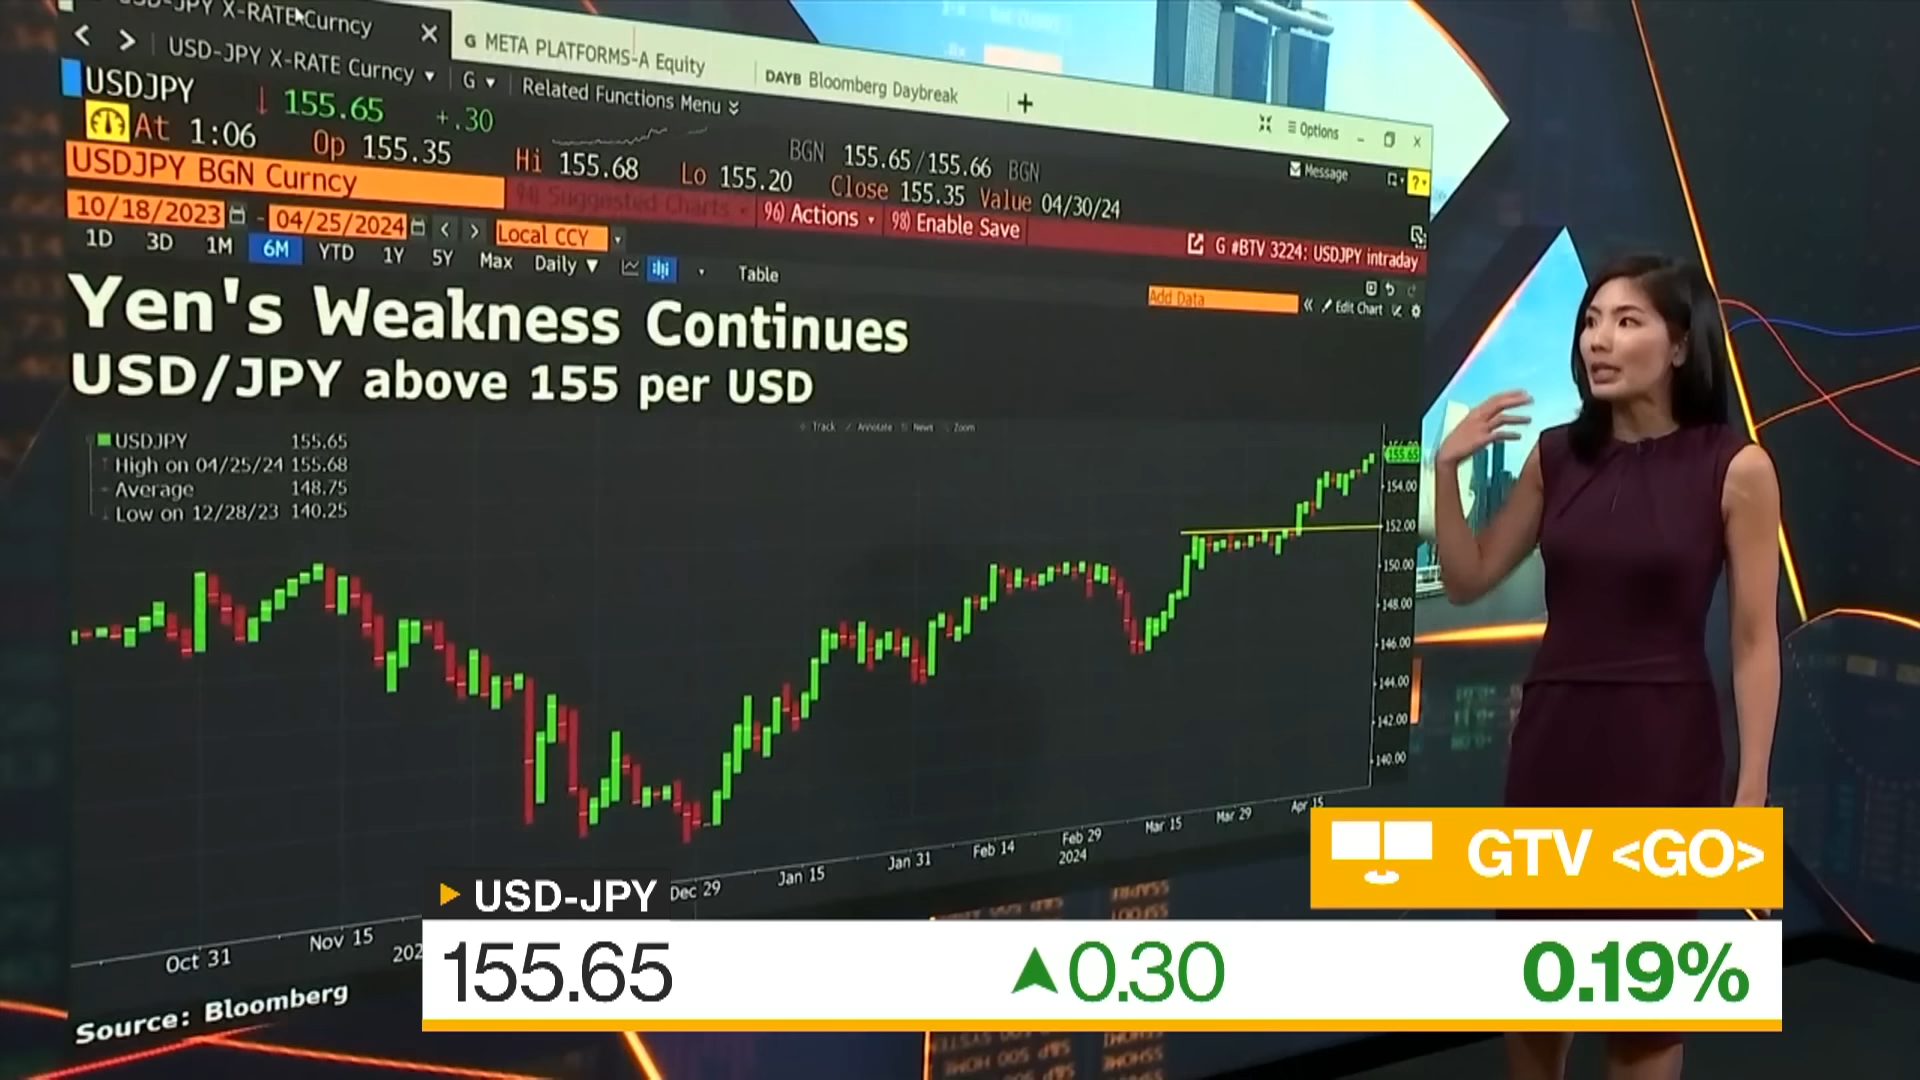 USD-JPY X-RATE Curncy
G META PLATFORMS-A Equity
DAYB Bloomberg Daybreak
USD-JPY X-RATE Curncy
G
Related Functions Menu
Options
USDJPY 155.65 +.30
BGN 155.65/155.66 BGN
Message
At 1:06 Op 155.35 Hi 155.68 Lo 155.20 Close 155.35 Value 04/30/24
USDJPY BGN Curncy
94) Suggested Charts
96) Actions
98) Enable Save
G #BTV 3224: USDJPY intraday
10/18/2023 - 04/25/2024
Local CCY
1D 3D 1M 6M YTD 1Y 5Y Max Daily Table
Add Data
Edit Chart
Yen's Weakness Continues
USD/JPY above 155 per USD
Track Annotate News Zoom
USDJPY 155.65
High on 04/25/24 155.68
Average 148.75
Low on 12/28/23 140.25
155.65
154.00
152.00
150.00
148.00
146.00
144.00
142.00
140.00
Oct 31
Nov 15
Dec 29
Jan 15
Jan 31
Feb 14
Feb 29
Mar 15
Mar 29
Apr 15
2024
Source: Bloomberg
GTV <GO>
USD-JPY
155.65
0.30
0.19%